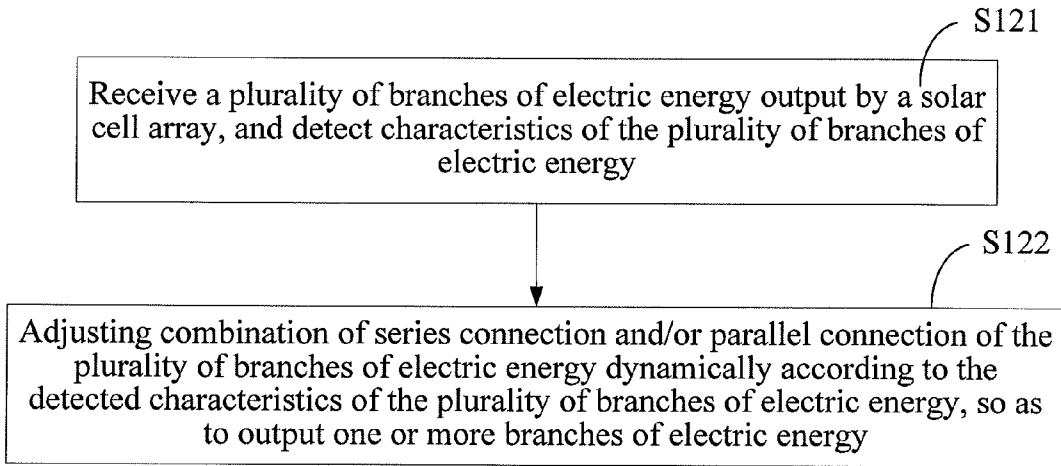 S121
Receive a plurality of branches of electric energy output by a solar
cell array, and detect characteristics of the plurality of branches of
electric energy
S122
Adjusting combination of series connection and/or parallel connection of the
plurality of branches of electric energy dynamically according to the
detected characteristics of the plurality of branches of electric energy, so as
to output one or more branches of electric energy